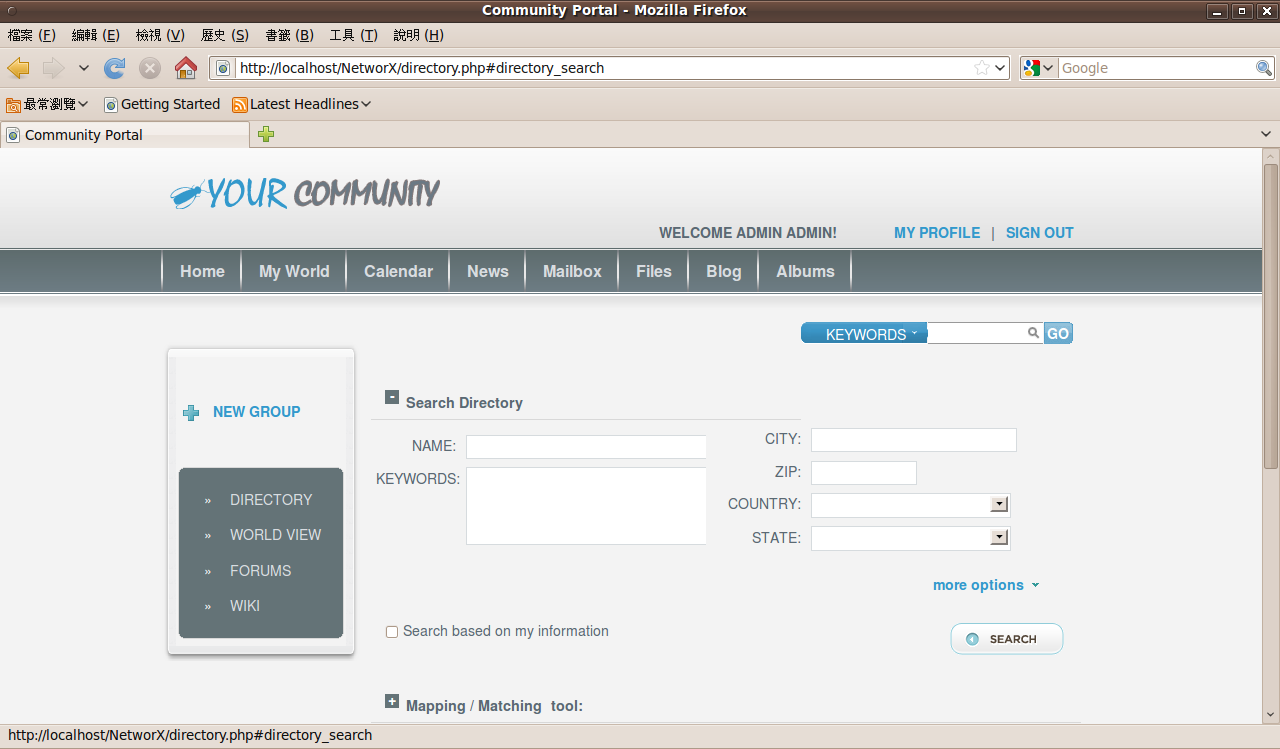 Community Portal - Mozilla Firefox
檔案 (F) 編輯 (E) 檢視 (V) 歷史 (S) 書籤 (B) 工具 (T) 說明 (H)
http://localhost/NetworX/directory.php#directory_search Google
最常瀏覽 Getting Started Latest Headlines
Community Portal
YOUR COMMUNITY
WELCOME ADMIN ADMIN! MY PROFILE | SIGN OUT
Home My World Calendar News Mailbox Files Blog Albums
KEYWORDS GO
NEW GROUP
» DIRECTORY
» WORLD VIEW
» FORUMS
» WIKI
- Search Directory
NAME:
KEYWORDS:
CITY:
ZIP:
COUNTRY:
STATE:
more options
Search based on my information
SEARCH
+ Mapping / Matching tool:
http://localhost/NetworX/directory.php#directory_search